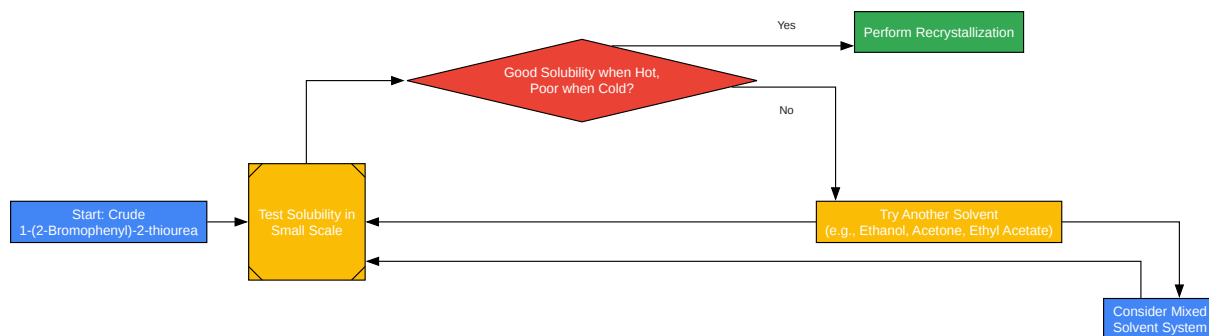 Yes
Perform Recrystallization
Good Solubility when Hot,
Poor when Cold?
No
Start: Crude
1-(2-Bromophenyl)-2-thiourea
Test Solubility in
Small Scale
Try Another Solvent
(e.g., Ethanol, Acetone, Ethyl Acetate)
Consider Mixed
Solvent System